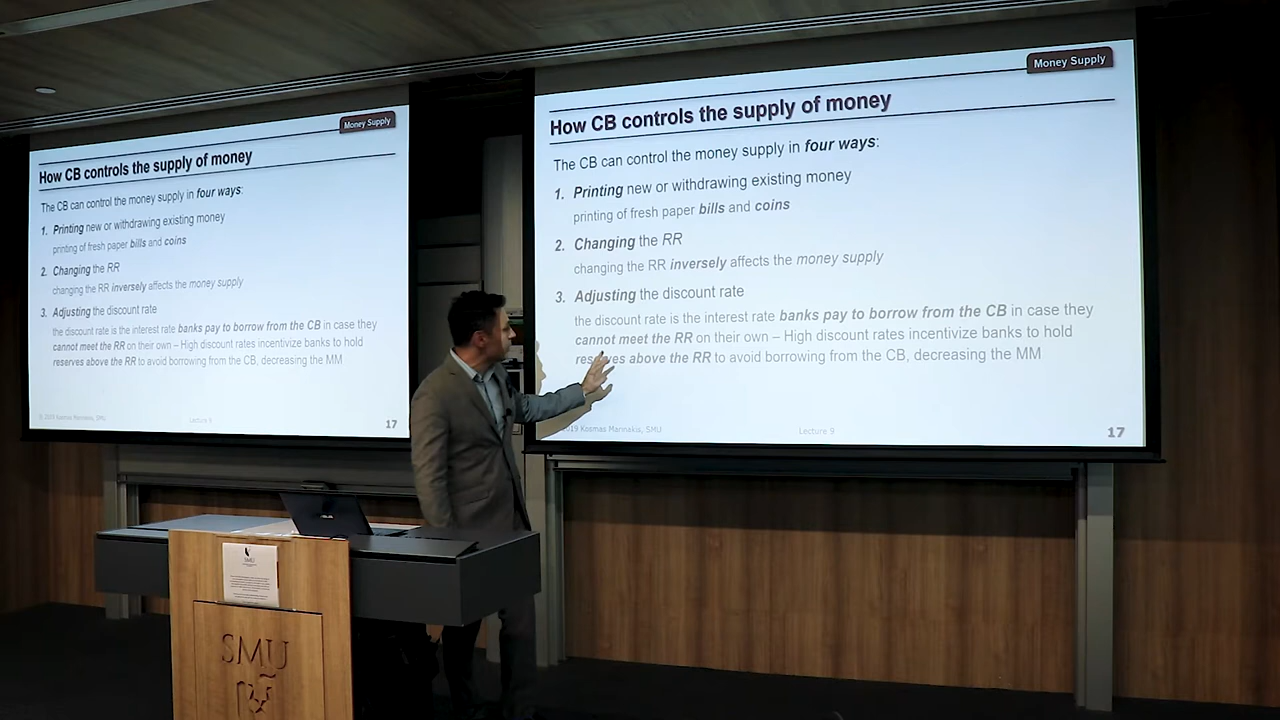 Money Supply
How CB controls the supply of money
The CB can control the money supply in four ways:
1. Printing new or withdrawing existing money
printing of fresh paper bills and coins
2. Changing the RR
changing the RR inversely affects the money supply
3. Adjusting the discount rate
the discount rate is the interest rate banks pay to borrow from the CB in case they
cannot meet the RR on their own – High discount rates incentivize banks to hold
reserves above the RR to avoid borrowing from the CB, decreasing the MM
© 2019 Kosmas Marinakis, SMU
Lecture 9
17
Money Supply
How CB controls the supply of money
The CB can control the money supply in four ways:
1. Printing new or withdrawing existing money
printing of fresh paper bills and coins
2. Changing the RR
changing the RR inversely affects the money supply
3. Adjusting the discount rate
the discount rate is the interest rate banks pay to borrow from the CB in case they
cannot meet the RR on their own – High discount rates incentivize banks to hold
reserves above the RR to avoid borrowing from the CB, decreasing the MM
2019 Kosmas Marinakis, SMU
Lecture 9
17
SMU
SMU